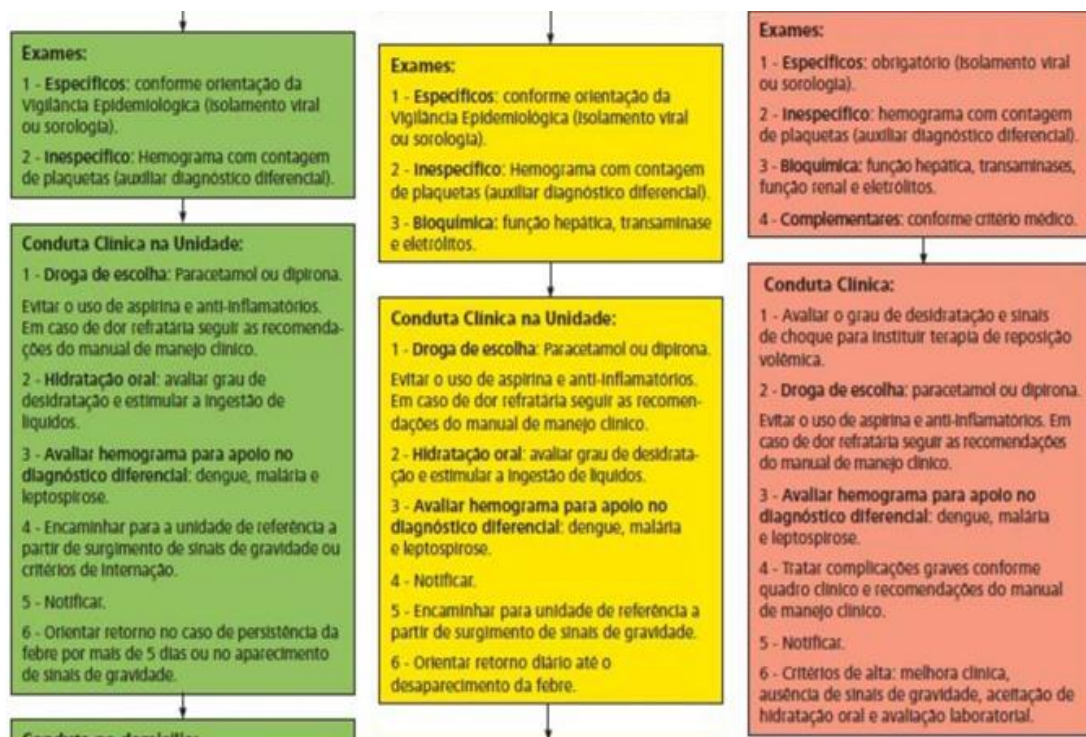 Exames:
1 - Específicos: conforme orientação da
Vigilância Epidemiológica (isolamento viral
ou sorologia).
2 - Inespecífico: Hemograma com contagem
de plaquetas (auxiliar diagnóstico diferencial).
Conduta Clínica na Unidade:
1 - Droga de escolha: Paracetamol ou dipirona.
Evitar o uso de aspirina e anti-inflamatórios.
Em caso de dor refratária seguir as recomenda-
ções do manual de manejo clínico.
2 - Hidratação oral: avaliar grau de
desidratação e estimular a ingestão de
líquidos.
3 - Avaliar hemograma para apoio no
diagnóstico diferencial: dengue, malária e
leptospirose.
4 - Encaminhar para a unidade de referência a
partir de surgimento de sinais de gravidade ou
critérios de internação.
5 - Notificar.
6 - Orientar retorno no caso de persistência da
febre por mais de 5 dias ou no aparecimento
de sinais de gravidade.
Exames:
1 - Específicos: conforme orientação da
Vigilância Epidemiológica (isolamento viral
ou sorologia).
2 - Inespecífico: Hemograma com contagem
de plaquetas (auxiliar diagnóstico diferencial).
3 - Bioquímica: função hepática, transaminase
e eletrólitos.
Conduta Clínica na Unidade:
1 - Droga de escolha: Paracetamol ou dipirona.
Evitar o uso de aspirina e anti-inflamatórios.
Em caso de dor refratária seguir as recomen-
dações do manual de manejo clínico.
2 - Hidratação oral: avaliar grau de desidrata-
ção e estimular a ingestão de líquidos.
3 - Avaliar hemograma para apoio no
diagnóstico diferencial: dengue, malária
e leptospirose.
4 - Notificar.
5 - Encaminhar para unidade de referência a
partir de surgimento de sinais de gravidade.
6 - Orientar retorno diário até o
desaparecimento da febre.
Exames:
1 - Específicos: obrigatório (isolamento viral
ou sorologia).
2 - Inespecífico: hemograma com contagem
de plaquetas (auxiliar diagnóstico diferencial).
3 - Bioquímica: função hepática, transaminases,
função renal e eletrólitos.
4 - Complementares: conforme critério médico.
Conduta Clínica:
1 - Avaliar o grau de desidratação e sinais
de choque para instituir terapia de reposição
volêmica.
2 - Droga de escolha: paracetamol ou dipirona.
Evitar o uso de aspirina e anti-inflamatórios. Em
caso de dor refratária seguir as recomendações
do manual de manejo clínico.
3 - Avaliar hemograma para apoio no
diagnóstico diferencial: dengue, malária
e leptospirose.
4 - Tratar complicações graves conforme
quadro clínico e recomendações do manual
de manejo clínico.
5 - Notificar.
6 - Critérios de alta: melhora clínica,
ausência de sinais de gravidade, aceitação de
hidratação oral e avaliação laboratorial.